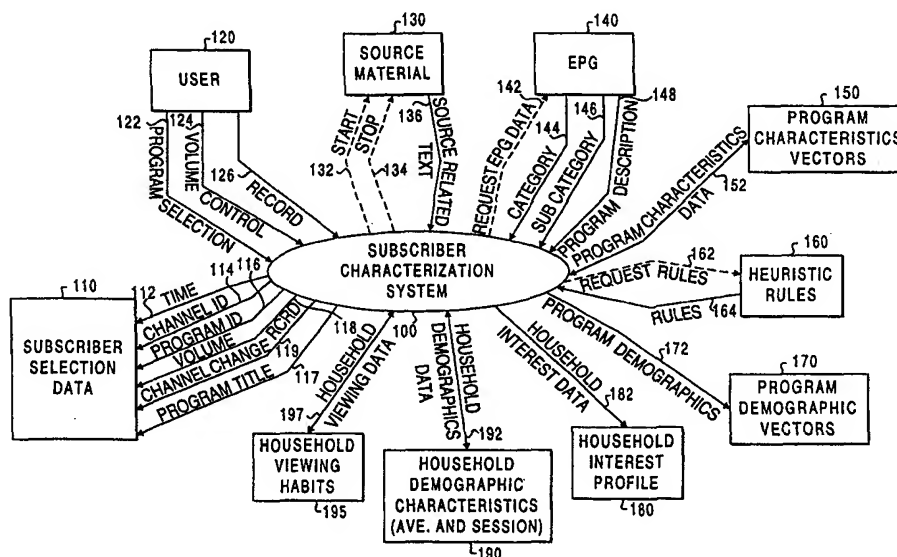 120
USER
130
SOURCE
MATERIAL
140
EPG
150
PROGRAM
CHARACTERISTICS
VECTORS
122
PROGRAM
SELECTION
124
VOLUME
CONTROL
126
RECORD
132
START
STOP
134
136
SOURCE RELATED
TEXT
142
REQUEST EPG DATA
144
CATEGORY
146
SUB CATEGORY
148
PROGRAM DESCRIPTION
PROGRAM CHARACTERISTICS
DATA
152
SUBSCRIBER
CHARACTERIZATION
SYSTEM
100
162
REQUEST RULES
RULES
164
160
HEURISTIC
RULES
110
SUBSCRIBER
SELECTION
DATA
112
TIME
114
CHANNEL ID
116
PROGRAM ID
VOLUME
118
CHANNEL CHANGE
RCRD
119
PROGRAM TITLE
117
197
HOUSEHOLD
VIEWING DATA
HOUSEHOLD
DEMOGRAPHICS
DATA
192
HOUSEHOLD
INTEREST DATA
182
PROGRAM DEMOGRAPHICS
172
170
PROGRAM
DEMOGRAPHIC
VECTORS
HOUSEHOLD
VIEWING
HABITS
195
HOUSEHOLD
DEMOGRAPHIC
CHARACTERISTICS
(AVE. AND SESSION)
190
HOUSEHOLD
INTEREST
PROFILE
180